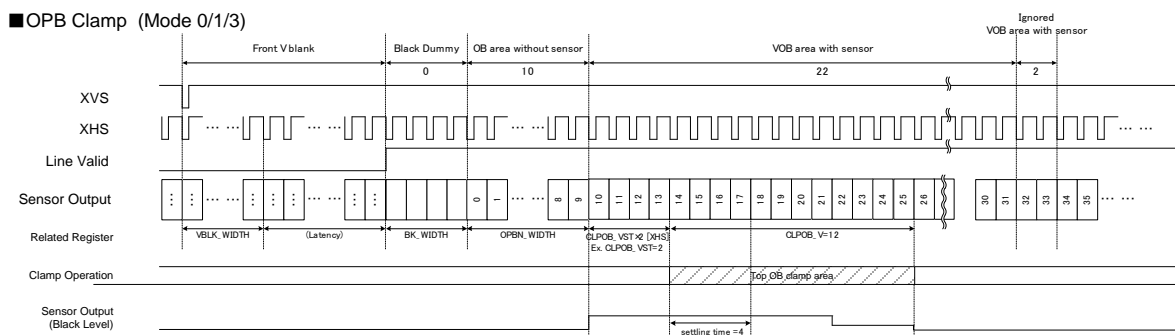 ■OPB Clamp (Mode 0/1/3)
Ignored
VOB area with sensor
Front V blank
Black Dummy
OB area without sensor
VOB area with sensor
0
10
22
2
XVS
XHS
… …
… …
… …
… …
Line Valid
Sensor Output
… …
… …
0
1
… …
8
9
10
11
12
13
14
15
16
17
18
19
20
21
22
23
24
25
26
30
31
32
33
34
35
… …
Related Register
VBLK_WIDTH
(Latency)
BK_WIDTH
OPBN_WIDTH
CLPOB_VST×2 [XHS]
Ex. CLPOB_VST=2
CLPOB_V=12
Clamp Operation
Top OB clamp area
Sensor Output
(Black Level)
settling time =4